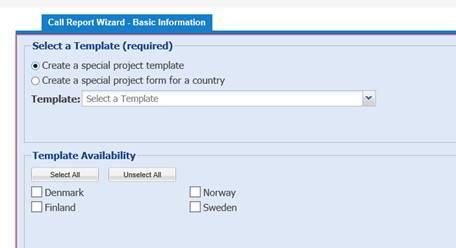 Call Report Wizard - Basic Information
Select a Template (required)
Create a special project template
Create a special project form for a country
Template: Select a Template
Template Availability
Select All Unselect All
Denmark Norway
Finland Sweden